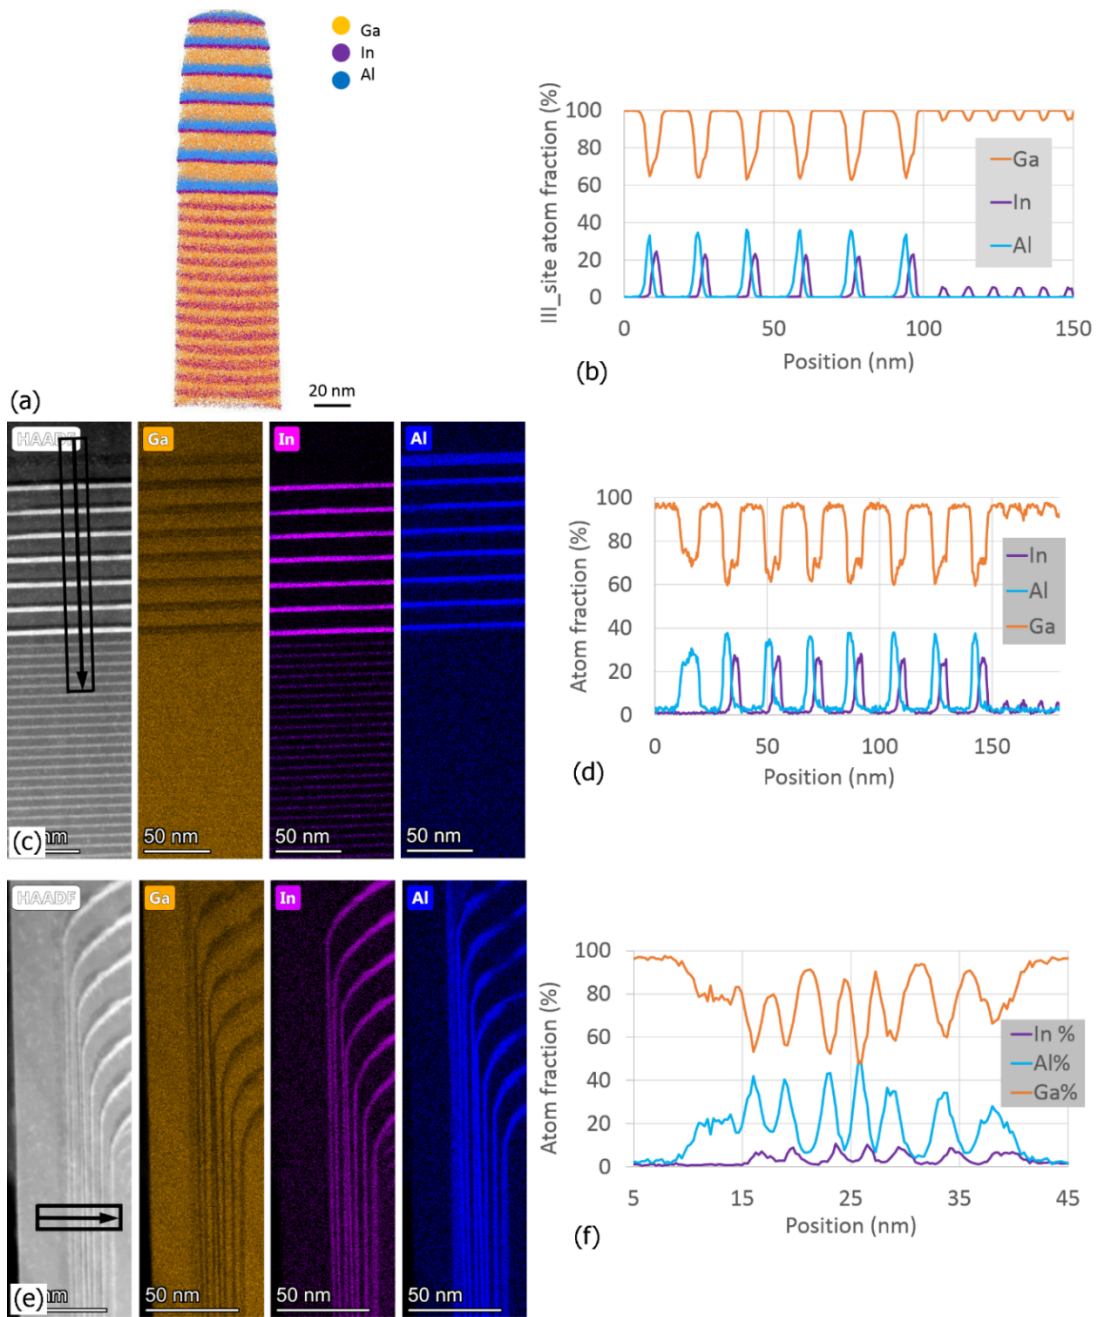 Ga
In
Al
20 nm
(a)
III_site atom fraction (%)
100
80
60
40
20
0
0 50 100 150
Position (nm)
Ga
In
Al
(b)
HAADF
Ga
In
Al
(c)
nm
50 nm
50 nm
50 nm
Atom fraction (%)
100
80
60
40
20
0
0 50 100 150
Position (nm)
In
Al
Ga
(d)
HAADF
Ga
In
Al
(e)
nm
50 nm
50 nm
50 nm
Atom fraction (%)
100
80
60
40
20
0
5 15 25 35 45
Position (nm)
In %
Al%
Ga%
(f)